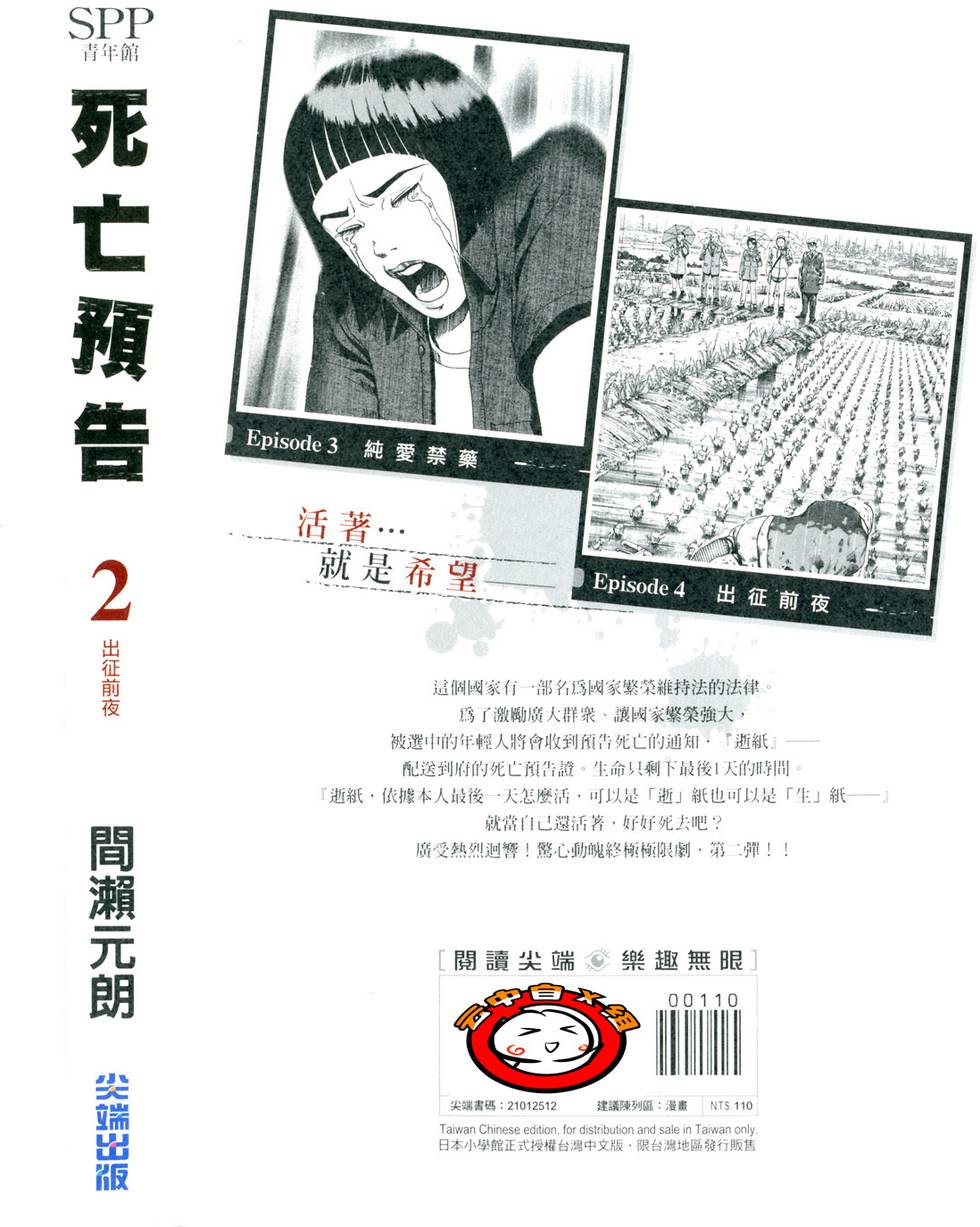 SPP
青年館
死亡預告
2
出征前夜
間瀨元朗
尖端出版
Episode 3 純愛禁藥
Episode 4 出征前夜
活著…
就是希望——
這個國家有一部名爲國家繁榮維持法的法律。
爲了激勵廣大群衆、讓國家繁榮強大，
被選中的年輕人將會收到預告死亡的通知，『逝紙』——
配送到府的死亡預告證。生命只剩下最後1天的時間。
『逝紙，依據本人最後一天怎麼活，可以是「逝」紙也可以是「生」紙——』
就當自己還活著，好好死去吧？
廣受熱烈迴響！驚心動魄終極極限劇，第二彈！！
[閱讀尖端 樂趣無限]
云中自X組
00110
尖端書碼：21012512 建議陳列區：漫畫 NT$.110
Taiwan Chinese edition, for distribution and sale in Taiwan only.
日本小學館正式授權台灣中文版，限台灣地區發行販售